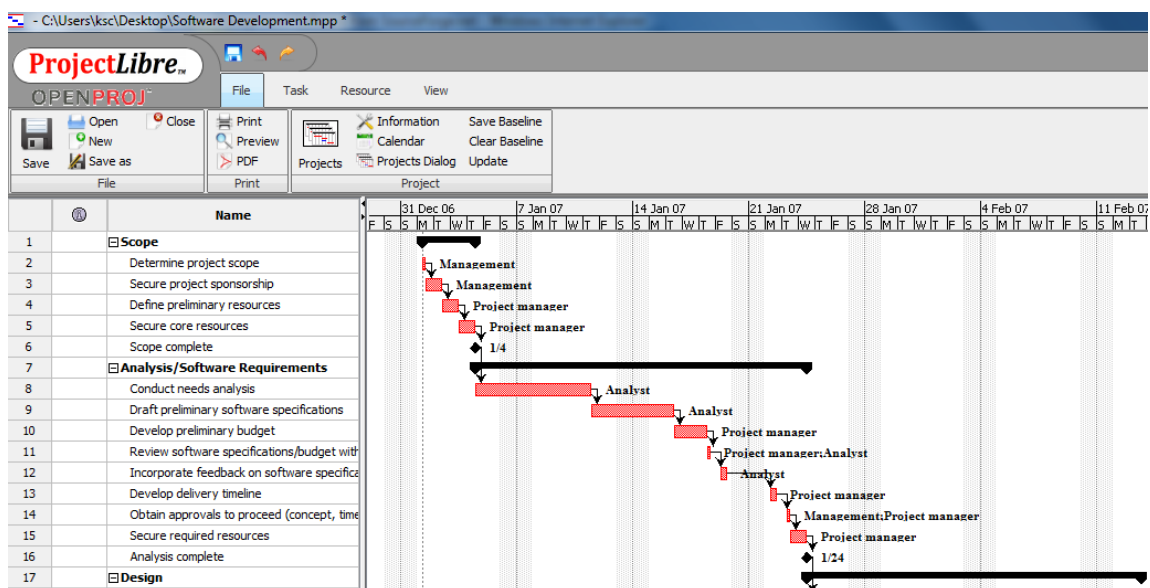 - C:\Users\ksc\Desktop\Software Development.mpp *
ProjectLibre™
OPENPROJ
File Task Resource View
Open Close Print Information Save Baseline
New Preview Calendar Clear Baseline
Save Save as PDF Projects Projects Dialog Update
File Print Project
Name
31 Dec 06 7 Jan 07 14 Jan 07 21 Jan 07 28 Jan 07 4 Feb 07 11 Feb 07
F S S M T W T F S S M T W T F S S M T W T F S S M T W T F S S M T W T F S S M T W T F S S M T
1 Scope
2 Determine project scope Management
3 Secure project sponsorship Management
4 Define preliminary resources Project manager
5 Secure core resources Project manager
6 Scope complete 1/4
7 Analysis/Software Requirements
8 Conduct needs analysis Analyst
9 Draft preliminary software specifications Analyst
10 Develop preliminary budget Project manager
11 Review software specifications/budget with Project manager;Analyst
12 Incorporate feedback on software specifica Analyst
13 Develop delivery timeline Project manager
14 Obtain approvals to proceed (concept, time Management;Project manager
15 Secure required resources Project manager
16 Analysis complete 1/24
17 Design